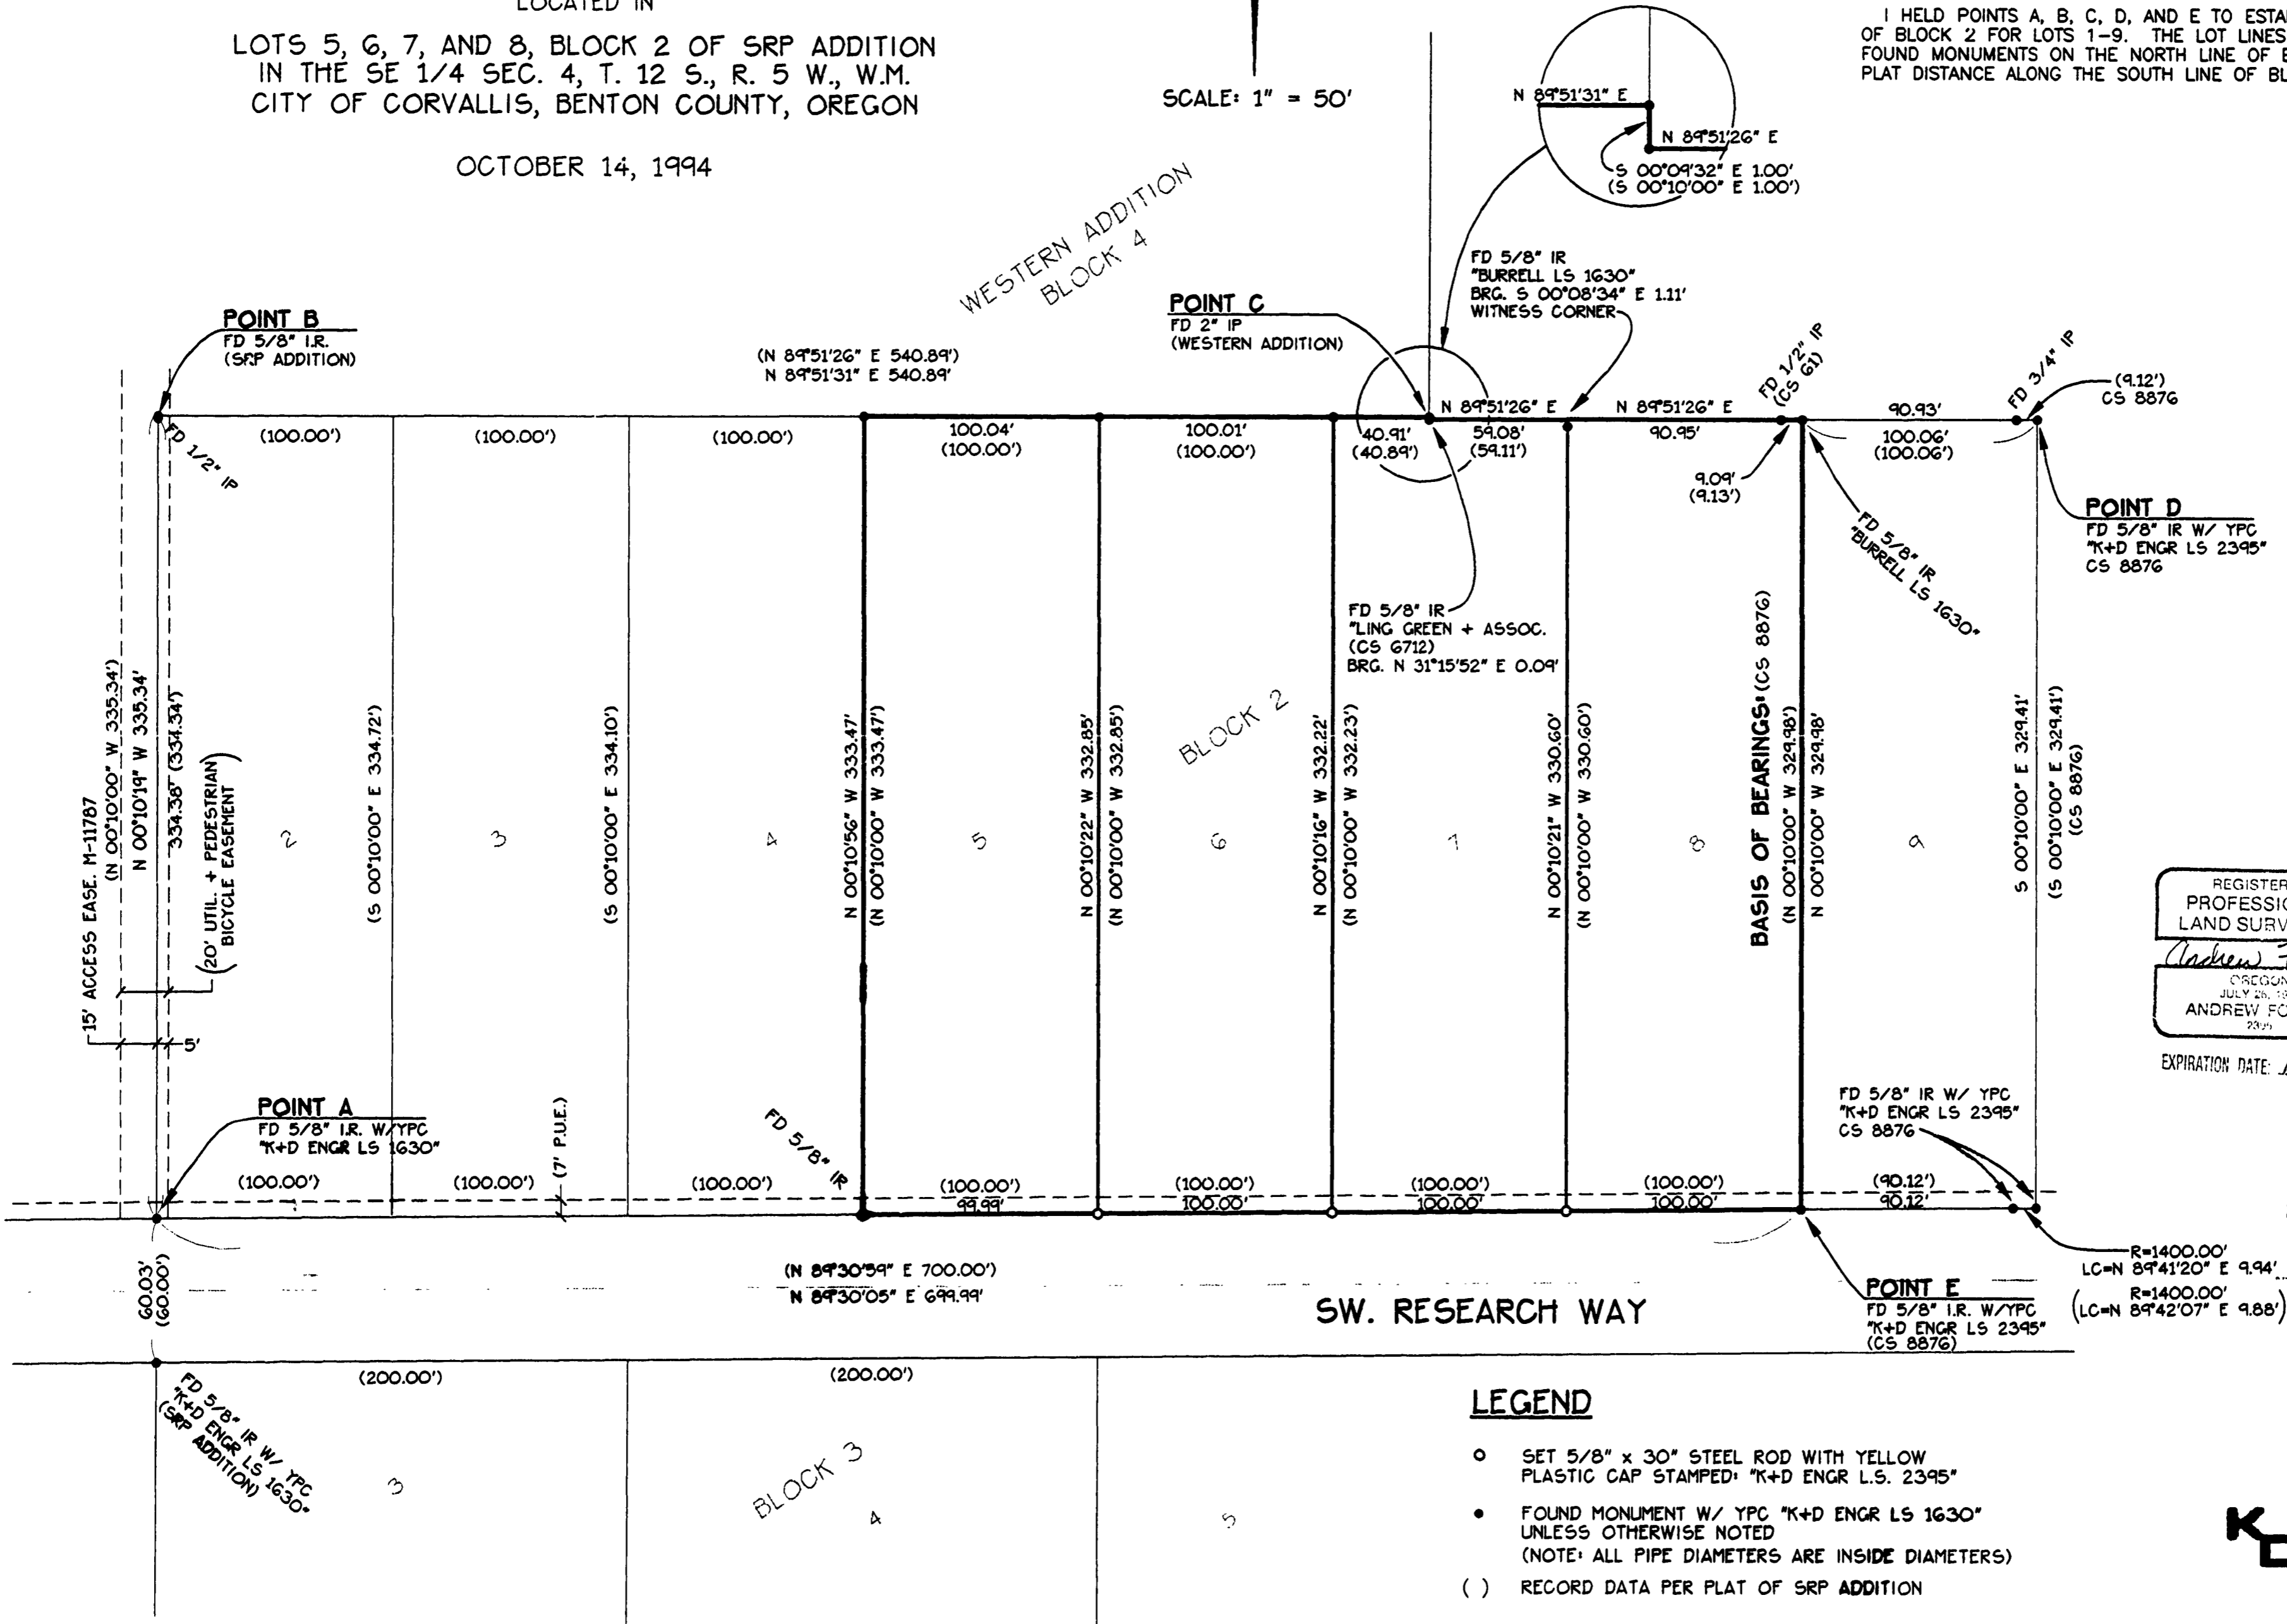 LOCATED IN
LOTS 5, 6, 7, AND 8, BLOCK 2 OF SRP ADDITION
IN THE SE 1/4 SEC. 4, T. 12 S., R. 5 W., W.M.
CITY OF CORVALLIS, BENTON COUNTY, OREGON
OCTOBER 14, 1994
SCALE: 1" = 50'
I HELD POINTS A, B, C, D, AND E TO
OF BLOCK 2 FOR LOTS 1-9. THE LOT LINES
FOUND MONUMENTS ON THE NORTH LINE OF
PLAT DISTANCE ALONG THE SOUTH LINE OF
N 89°51'31" E
N 89°51'26" E
S 00°09'32" E 1.00'
(S 00°10'00" E 1.00')
WESTERN ADDITION
BLOCK 4
POINT B
FD 5/8" I.R.
(SRP ADDITION)
(N 89°51'26" E 540.89')
N 89°51'31" E 540.89'
POINT C
FD 2" IP
(WESTERN ADDITION)
FD 5/8" IR
"BURRELL LS 1630"
BRG. S 00°08'34" E 1.11'
WITNESS CORNER
FD 1/2" IP
(CS 61)
FD 3/4" IP
(9.12')
CS 8876
FD 1/2" IP
(100.00')
(100.00')
(100.00')
100.04'
(100.00')
100.01'
(100.00')
40.91'
(40.89')
N 89°51'26" E
59.08'
(59.11')
N 89°51'26" E
90.95'
9.09'
(9.13')
90.93'
100.06'
(100.06')
POINT D
FD 5/8" IR W/ YPC
"K+D ENGR LS 2395"
CS 8876
FD 5/8" IR
"BURRELL LS 1630"
FD 5/8" IR
"LING GREEN + ASSOC.
(CS 6712)
BRG. N 31°15'52" E 0.09'
15' ACCESS EASE. M-11787
(N 00°10'00" W 335.34')
N 00°10'19" W 335.34'
334.38' (334.34')
(20' UTIL. + PEDESTRIAN
BICYCLE EASEMENT)
(S 00°10'00" E 334.72')
(S 00°10'00" E 334.10')
N 00°10'56" W 333.47'
(N 00°10'00" W 333.47')
N 00°10'22" W 332.85'
(N 00°10'00" W 332.85')
N 00°10'16" W 332.22'
(N 00°10'00" W 332.23')
N 00°10'21" W 330.60'
(N 00°10'00" W 330.60')
BASIS OF BEARINGS: (CS 8876)
(N 00°10'00" W 329.98')
N 00°10'00" W 329.98'
S 00°10'00" E 329.41'
(S 00°10'00" E 329.41')
(CS 8876)
BLOCK 2
2
3
4
5
6
7
8
9
5'
REGISTER
PROFESSI
LAND SURV
Andrew
OREGON
JULY 26,
ANDREW
2395
EXPIRATION DATE:
POINT A
FD 5/8" I.R. W/YPC
"K+D ENGR LS 1630"
(7' P.U.E.)
FD 5/8" IR
FD 5/8" IR W/ YPC
"K+D ENGR LS 2395"
CS 8876
(100.00')
(100.00')
(100.00')
(100.00')
99.99'
(100.00')
100.00'
(100.00')
100.00'
(100.00')
100.00'
(90.12')
90.12'
60.03'
(60.00')
(N 89°30'59" E 700.00')
N 89°30'05" E 699.99'
SW. RESEARCH WAY
POINT E
FD 5/8" I.R. W/YPC
"K+D ENGR LS 2395"
(CS 8876)
R=1400.00'
LC=N 89°41'20" E 9.94'
(R=1400.00'
LC=N 89°42'07" E 9.88')
(200.00')
(200.00')
FD 5/8" IR W/ YPC
"K+D ENGR LS 1630"
(SRP ADDITION)
3
BLOCK 3
4
5
LEGEND
SET 5/8" x 30" STEEL ROD WITH YELLOW
PLASTIC CAP STAMPED: "K+D ENGR L.S. 2395"
FOUND MONUMENT W/ YPC "K+D ENGR LS 1630"
UNLESS OTHERWISE NOTED
(NOTE: ALL PIPE DIAMETERS ARE INSIDE DIAMETERS)
( ) RECORD DATA PER PLAT OF SRP ADDITION
K
D